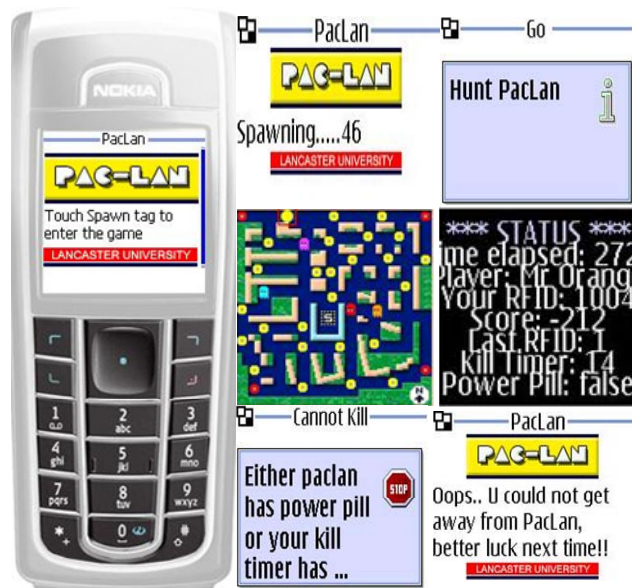 NOKIA
PacLan
PAC-LAN
Touch Spawn tag to
enter the game
LANCASTER UNIVERSITY
1
2 abc
3 def
4 ghi
5 jkl
6 mno
7 pqrs
8 tuv
9 wxyz
* +
0
#
PacLan
PAC-LAN
Spawning.....46
LANCASTER UNIVERSITY
Go
Hunt PacLan
i
S
N
*** STATUS ***
ime elapsed: 272
Player: Mr Orang
Your RFID: 1004
Score: -212
Last RFID: 1
Kill Timer: 14
Power Pill: false
Cannot Kill
Either paclan
has power pill
or your kill
timer has ...
STOP
PacLan
PAC-LAN
Oops.. U could not get
away from PacLan,
better luck next time!!
LANCASTER UNIVERSITY